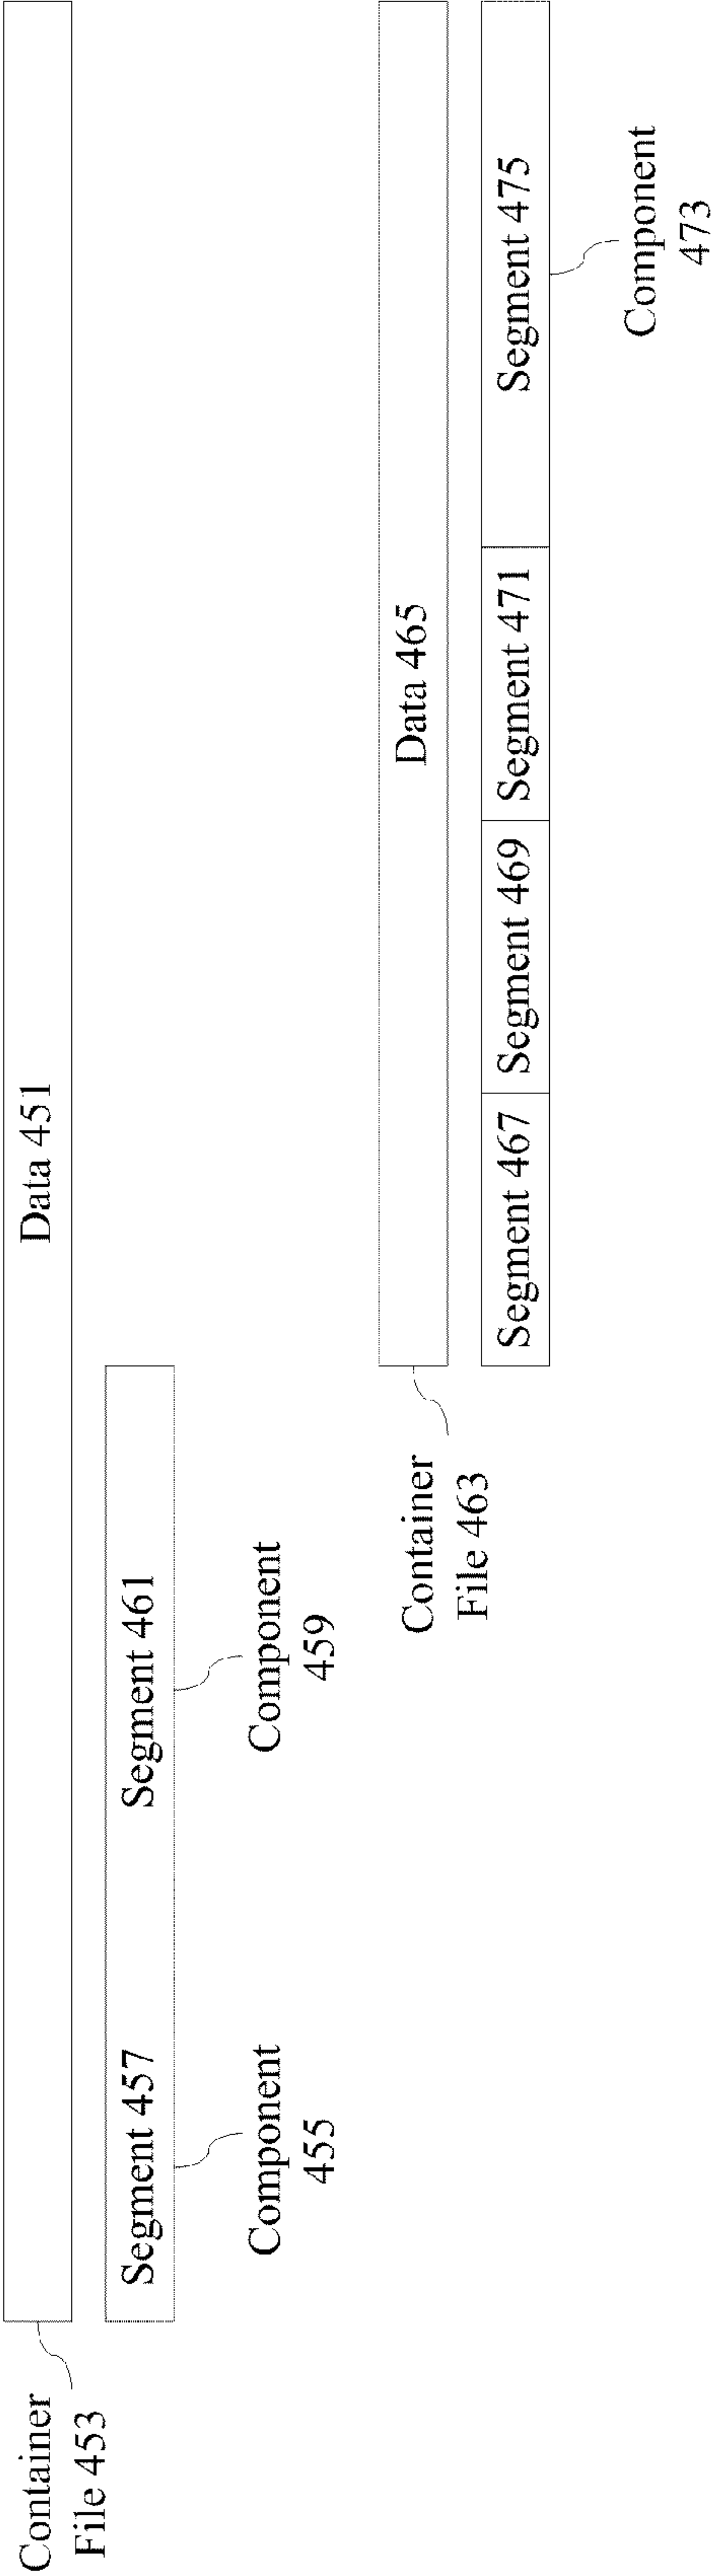 Data 451
Container
File 453
Segment 457
Segment 461
Component
455
Component
459
Data 465
Container
File 463
Segment 467
Segment 469
Segment 471
Segment 475
Component
473